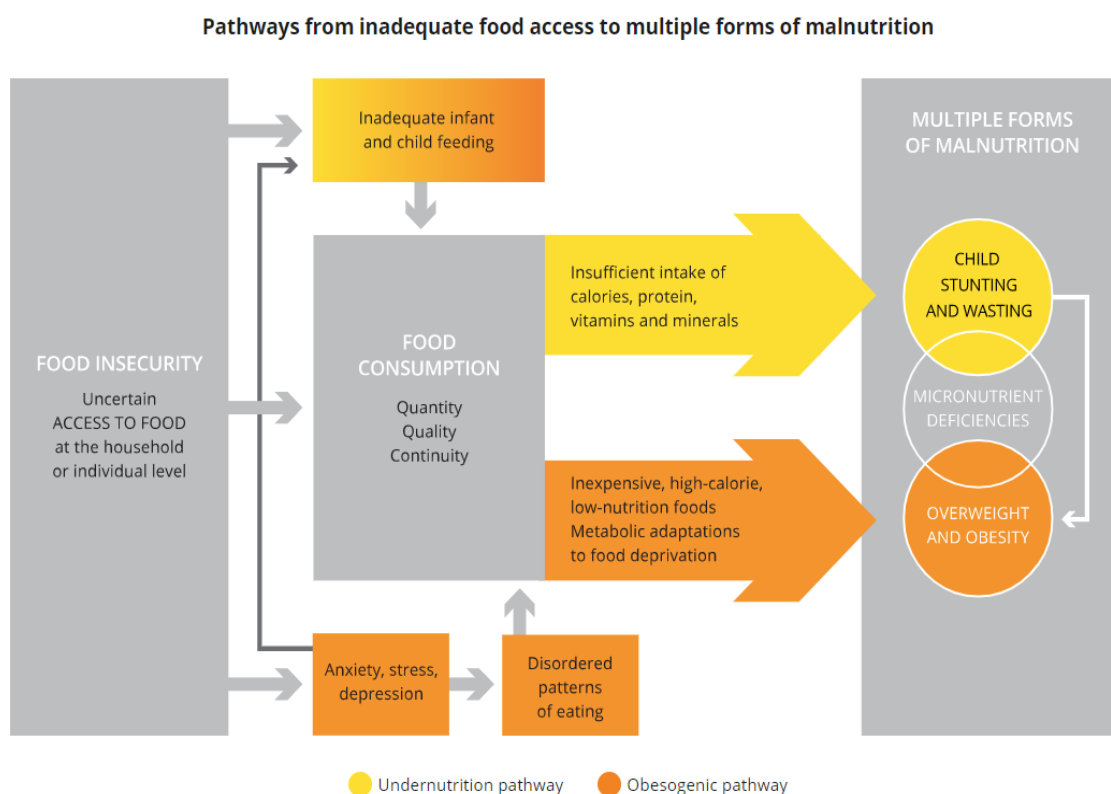 Pathways from inadequate food access to multiple forms of malnutrition
FOOD INSECURITY
Uncertain
ACCESS TO FOOD
at the household
or individual level
Inadequate infant
and child feeding
FOOD
CONSUMPTION
Quantity
Quality
Continuity
Anxiety, stress,
depression
Disordered
patterns
of eating
Insufficient intake of
calories, protein,
vitamins and minerals
Inexpensive, high-calorie,
low-nutrition foods
Metabolic adaptations
to food deprivation
MULTIPLE FORMS
OF MALNUTRITION
CHILD
STUNTING
AND WASTING
MICRONUTRIENT
DEFICIENCIES
OVERWEIGHT
AND OBESITY
Undernutrition pathway
Obesogenic pathway